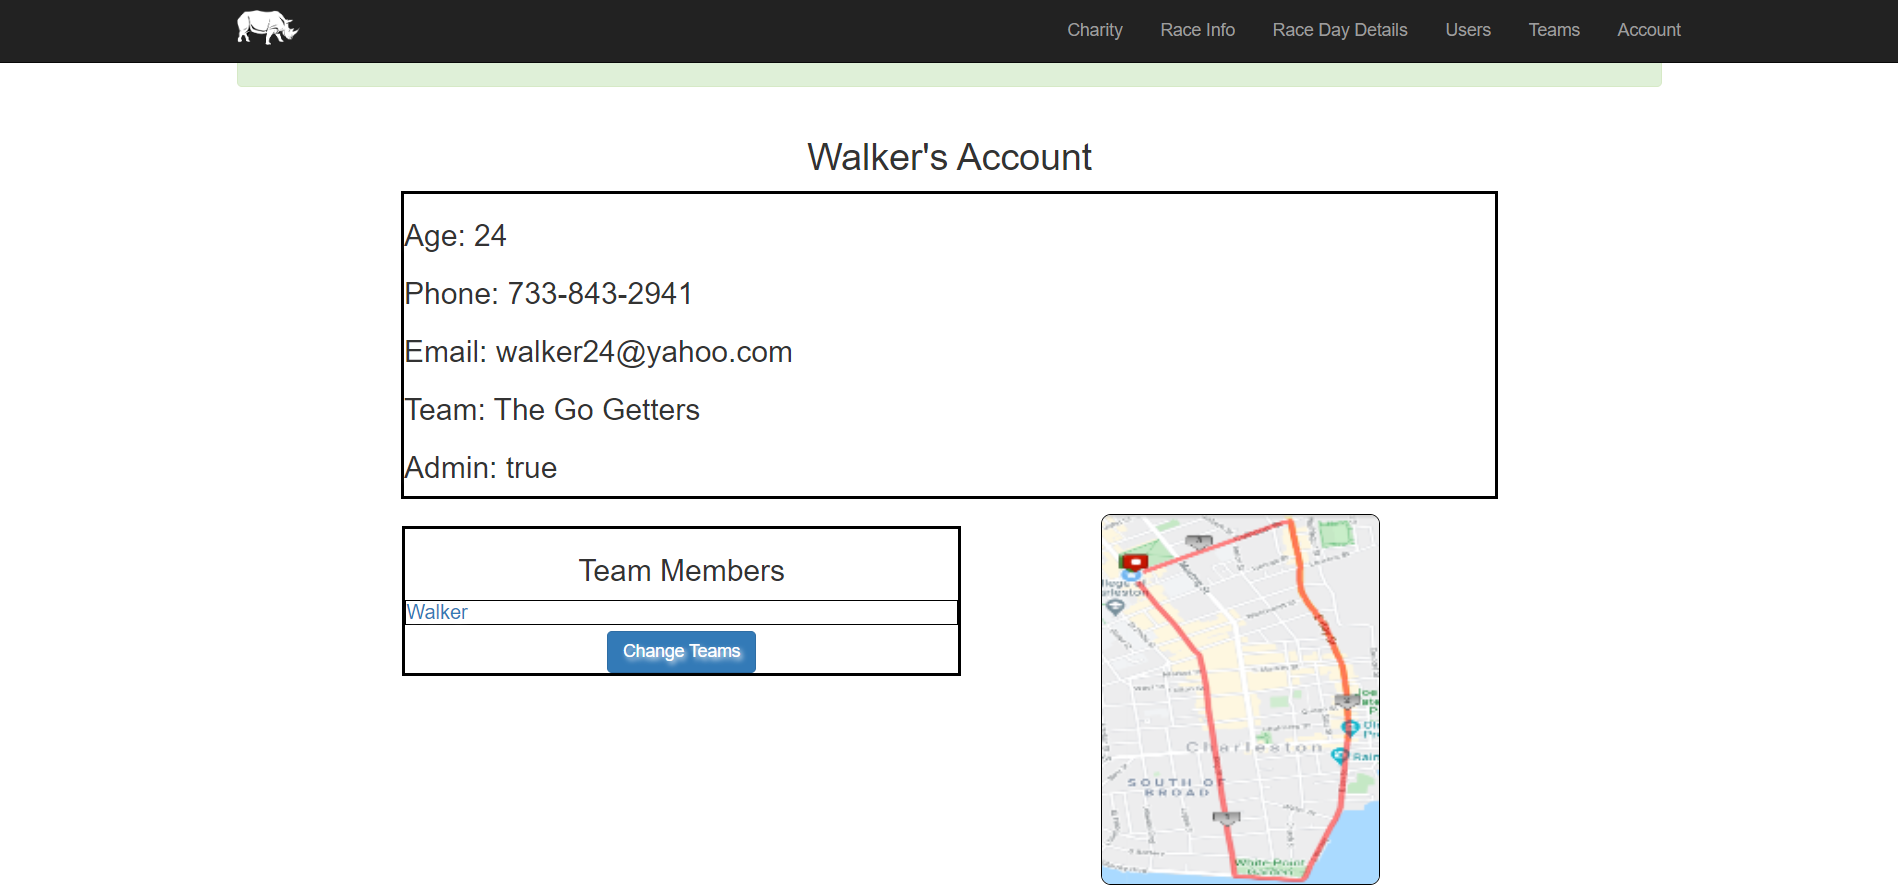 Charity Race Info Race Day Details Users Teams Account
Walker's Account
Age: 24
Phone: 733-843-2941
Email: walker24@yahoo.com
Team: The Go Getters
Admin: true
Team Members
Walker
Change Teams
Charleston
SOUTH OF
BROAD
White Point
Garden